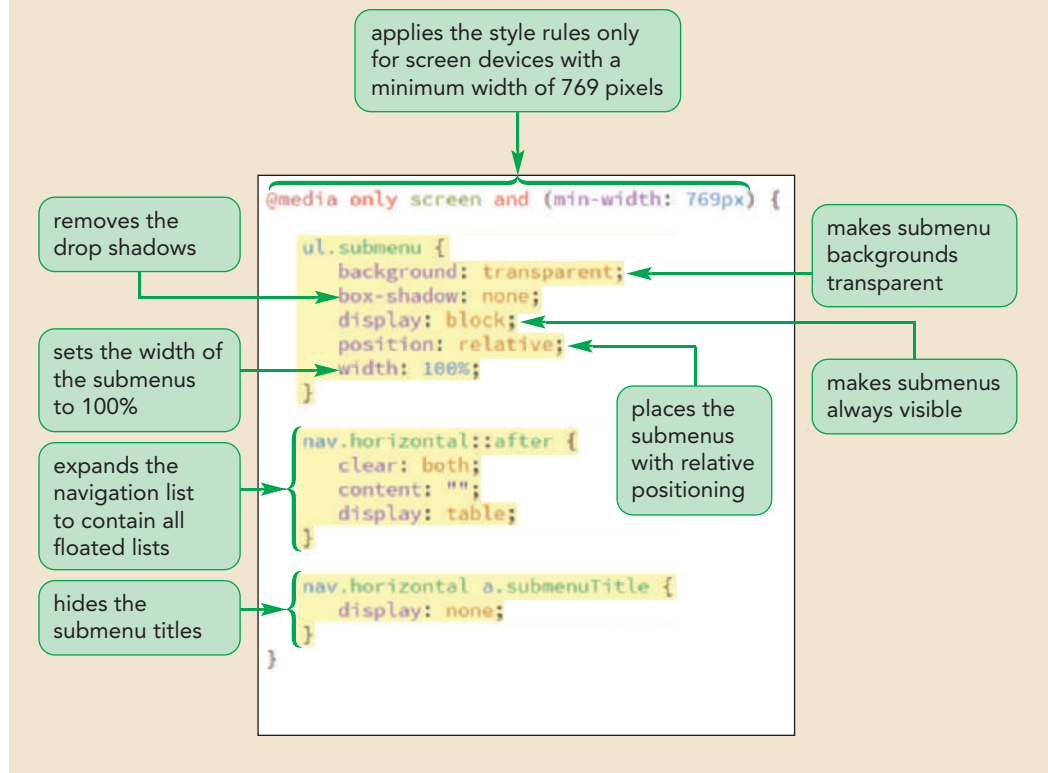 applies the style rules only
for screen devices with a
minimum width of 769 pixels
@media only screen and (min-width: 769px) {
removes the
drop shadows
ul.submenu {
background: transparent;
box-shadow: none;
display: block;
position: relative;
width: 100%;
}
makes submenu
backgrounds
transparent
sets the width of
the submenus
to 100%
makes submenus
always visible
places the
submenus
with relative
positioning
nav.horizontal::after {
clear: both;
content: "";
display: table;
}
expands the
navigation list
to contain all
floated lists
nav.horizontal a.submenuTitle {
display: none;
}
hides the
submenu titles
}